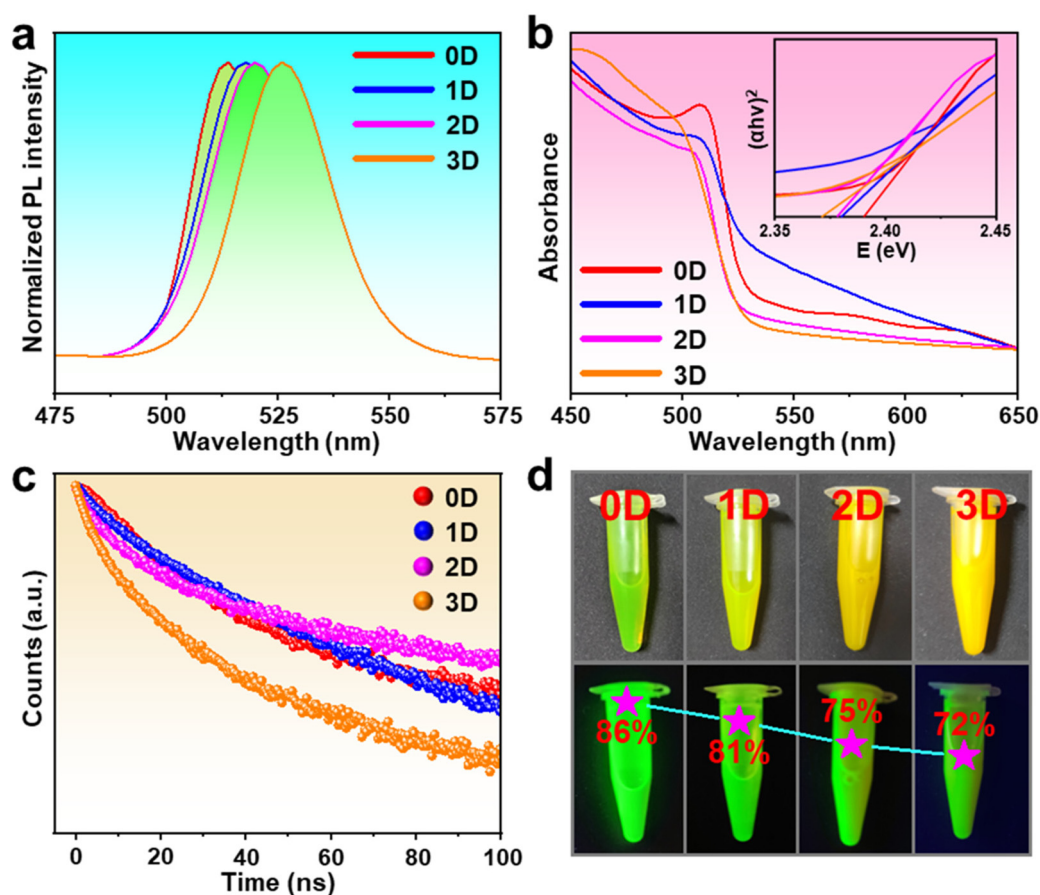 a
0D
1D
2D
3D
Normalized PL intensity
475 500 525 550 575
Wavelength (nm)
b
0D
1D
2D
3D
Absorbance
450 500 550 600 650
Wavelength (nm)
(αhν)²
2.35 2.40 2.45
E (eV)
c
0D
1D
2D
3D
Counts (a.u.)
0 20 40 60 80 100
Time (ns)
d
0D 1D 2D 3D
86% 81% 75% 72%